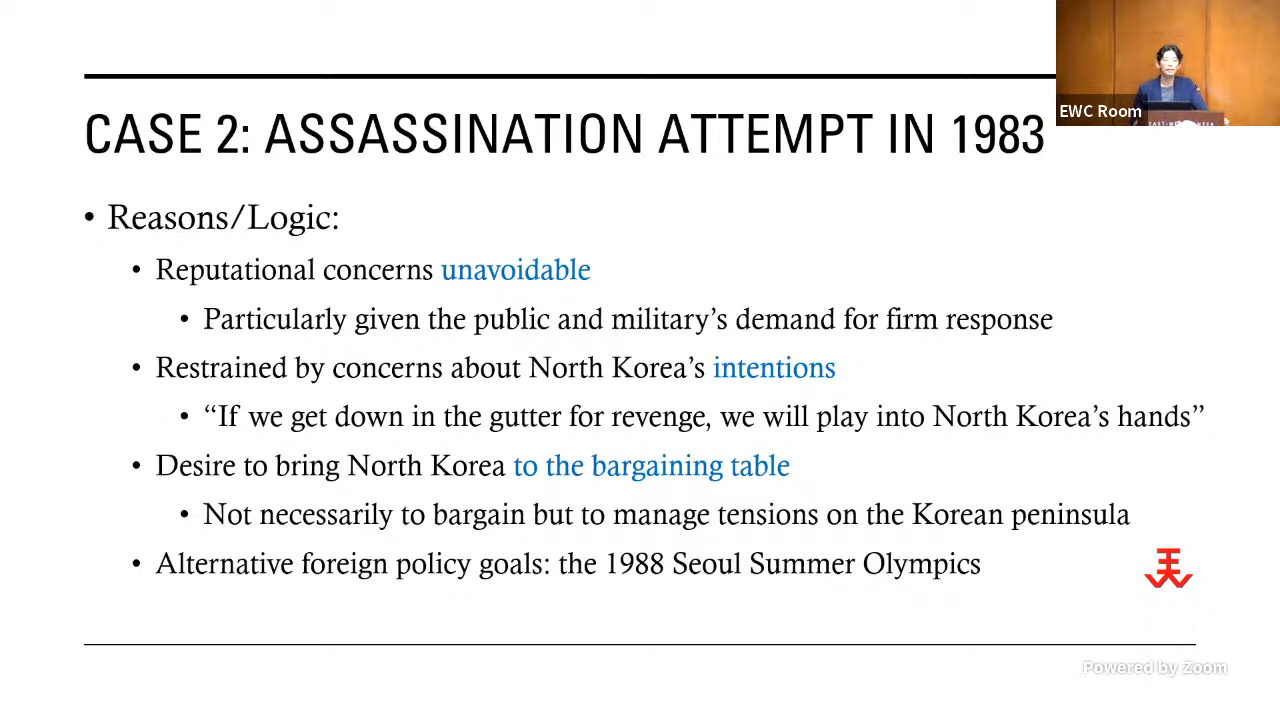 EWC Room
CASE 2: ASSASSINATION ATTEMPT IN 1983
• Reasons/Logic:
• Reputational concerns unavoidable
• Particularly given the public and military’s demand for firm response
• Restrained by concerns about North Korea’s intentions
• “If we get down in the gutter for revenge, we will play into North Korea’s hands”
• Desire to bring North Korea to the bargaining table
• Not necessarily to bargain but to manage tensions on the Korean peninsula
• Alternative foreign policy goals: the 1988 Seoul Summer Olympics
Powered by Zoom